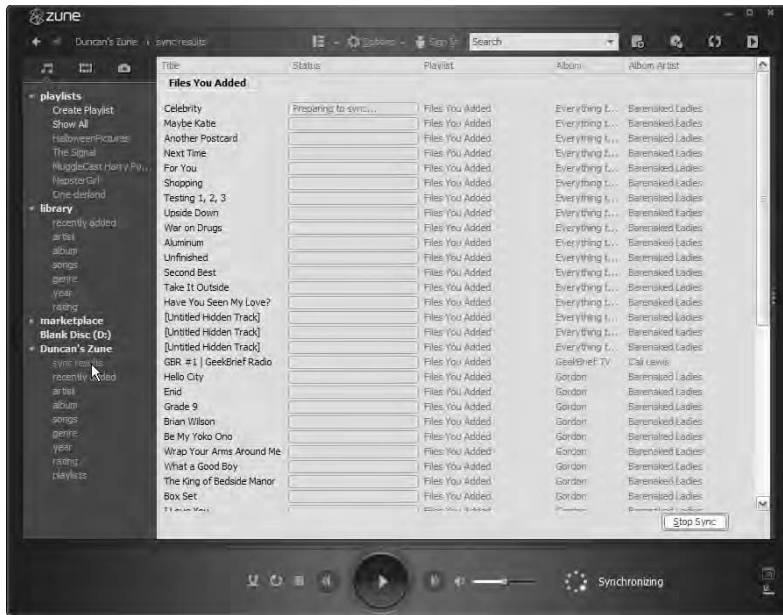 zune
Duncan's Zune sync results Options Sign In Search
Title Status Playlist Album Album Artist
Files You Added
Celebrity Preparing to sync... Files You Added Everything t... Barenaked Ladies
Maybe Katie Files You Added Everything t... Barenaked Ladies
Another Postcard Files You Added Everything t... Barenaked Ladies
Next Time Files You Added Everything t... Barenaked Ladies
For You Files You Added Everything t... Barenaked Ladies
Shopping Files You Added Everything t... Barenaked Ladies
Testing 1, 2, 3 Files You Added Everything t... Barenaked Ladies
Upside Down Files You Added Everything t... Barenaked Ladies
War on Drugs Files You Added Everything t... Barenaked Ladies
Aluminum Files You Added Everything t... Barenaked Ladies
Unfinished Files You Added Everything t... Barenaked Ladies
Second Best Files You Added Everything t... Barenaked Ladies
Take It Outside Files You Added Everything t... Barenaked Ladies
Have You Seen My Love? Files You Added Everything t... Barenaked Ladies
[Untitled Hidden Track] Files You Added Everything t... Barenaked Ladies
[Untitled Hidden Track] Files You Added Everything t... Barenaked Ladies
[Untitled Hidden Track] Files You Added Everything t... Barenaked Ladies
GBR #1 | GeekBrief Radio Files You Added GeekBrief TV Cali Lewis
Hello City Files You Added Gordon Barenaked Ladies
Enid Files You Added Gordon Barenaked Ladies
Grade 9 Files You Added Gordon Barenaked Ladies
Brian Wilson Files You Added Gordon Barenaked Ladies
Be My Yoko Ono Files You Added Gordon Barenaked Ladies
Wrap Your Arms Around Me Files You Added Gordon Barenaked Ladies
What a Good Boy Files You Added Gordon Barenaked Ladies
The King of Bedside Manor Files You Added Gordon Barenaked Ladies
Box Set Files You Added Gordon Barenaked Ladies
I Love You
playlists
Create Playlist
Show All
HalloweenPictures
The Signal
MuggleCast Harry Po...
NepsterGirl
One-derland
library
recently added
artist
album
songs
genre
year
rating
marketplace
Blank Disc (D:)
Duncan's Zune
sync results
recently added
artist
album
songs
genre
year
rating
playlists
Stop Sync
Synchronizing